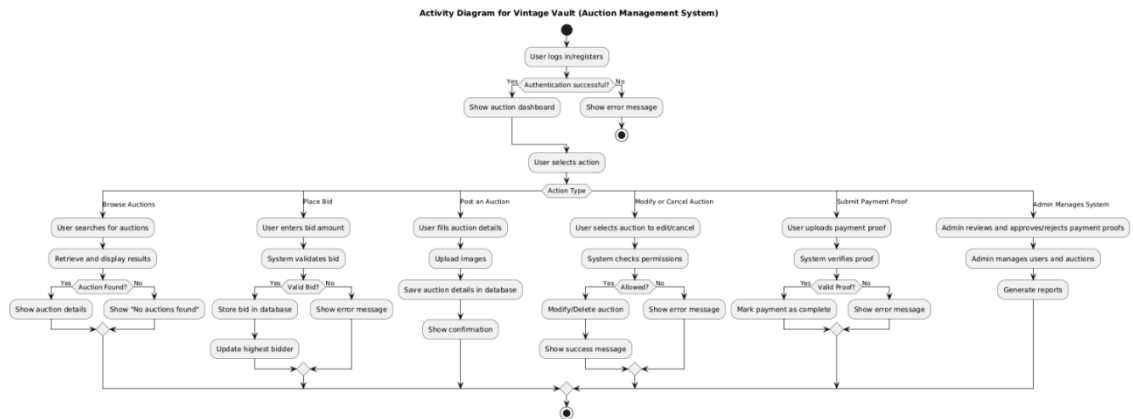 Activity Diagram for Vintage Vault (Auction Management System)
User logs in/registers
Yes
Authentication successful?
No
Show auction dashboard
Show error message
User selects action
Action Type
Browse Auctions
Place Bid
Post an Auction
Modify or Cancel Auction
Submit Payment Proof
Admin Manages System
User searches for auctions
User enters bid amount
User fills auction details
User selects auction to edit/cancel
User uploads payment proof
Admin reviews and approves/rejects payment proofs
Retrieve and display results
System validates bid
Upload images
System checks permissions
System verifies proof
Admin manages users and auctions
Yes
Auction Found?
No
Yes
Valid Bid?
No
Save auction details in database
Yes
Allowed?
No
Yes
Valid Proof?
No
Generate reports
Show auction details
Show "No auctions found"
Store bid in database
Show error message
Show confirmation
Modify/Delete auction
Show error message
Mark payment as complete
Show error message
Update highest bidder
Show success message